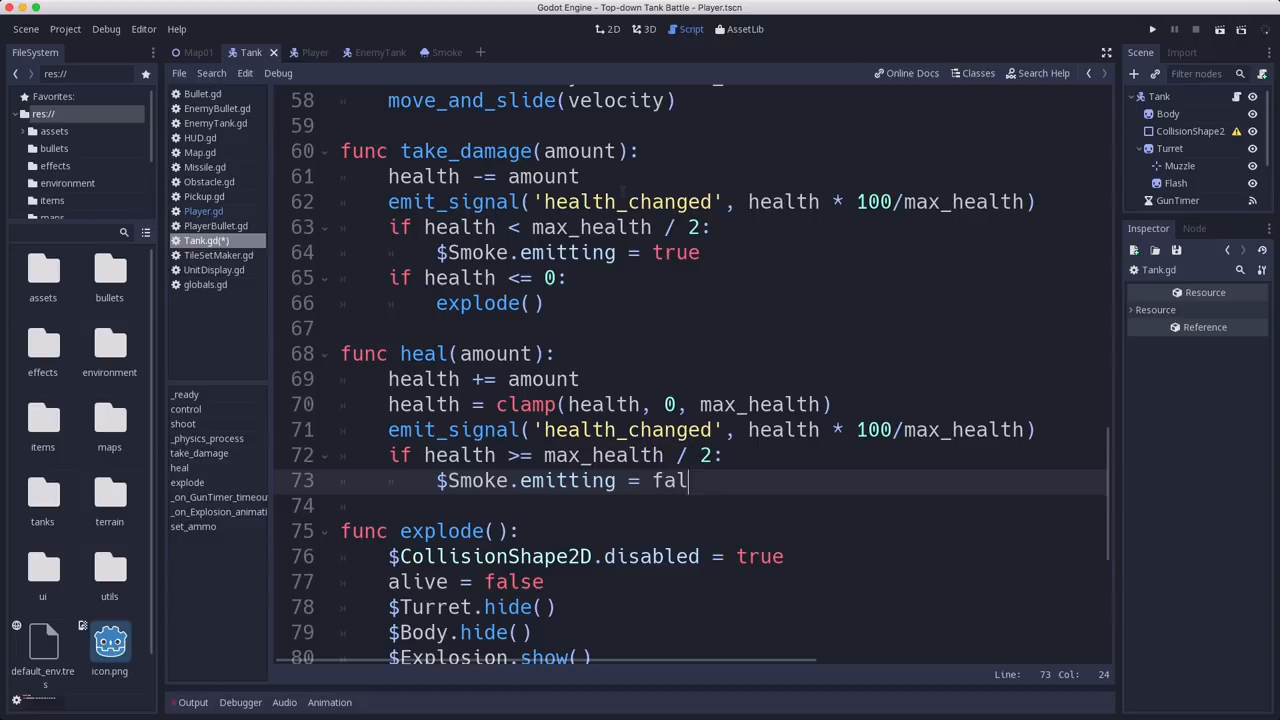 Godot Engine - Top-down Tank Battle - Player.tscn
Scene Project Debug Editor Help
2D 3D Script AssetLib
FileSystem
Map01 Tank Player EnemyTank Smoke
Scene Import
res://
File Search Edit Debug
Online Docs Classes Search Help
Filter nodes
Favorites:
res://
assets
bullets
effects
environment
items
maps
Bullet.gd
EnemyBullet.gd
EnemyTank.gd
HUD.gd
Map.gd
Missile.gd
Obstacle.gd
Pickup.gd
Player.gd
PlayerBullet.gd
Tank.gd(*)
TileSetMaker.gd
UnitDisplay.gd
globals.gd
_ready
control
shoot
_physics_process
take_damage
heal
_on_GunTimer_timeou
_on_Explosion_animati
set_ammo
assets bullets
effects environment
items maps
tanks terrain
ui utils
default_env.tre
s
icon.png
58 move_and_slide(velocity)
59
60 func take_damage(amount):
61 health -= amount
62 emit_signal('health_changed', health * 100/max_health)
63 if health < max_health / 2:
64 $Smoke.emitting = true
65 if health <= 0:
66 explode()
67
68 func heal(amount):
69 health += amount
70 health = clamp(health, 0, max_health)
71 emit_signal('health_changed', health * 100/max_health)
72 if health >= max_health / 2:
73 $Smoke.emitting = fal
74
75 func explode():
76 $CollisionShape2D.disabled = true
77 alive = false
78 $Turret.hide()
79 $Body.hide()
80 $Explosion.show()
Line: 73 Col: 24
Output Debugger Audio Animation
Tank
Body
CollisionShape2
Turret
Muzzle
Flash
GunTimer
Inspector Node
Tank.gd
Resource
Resource
Reference